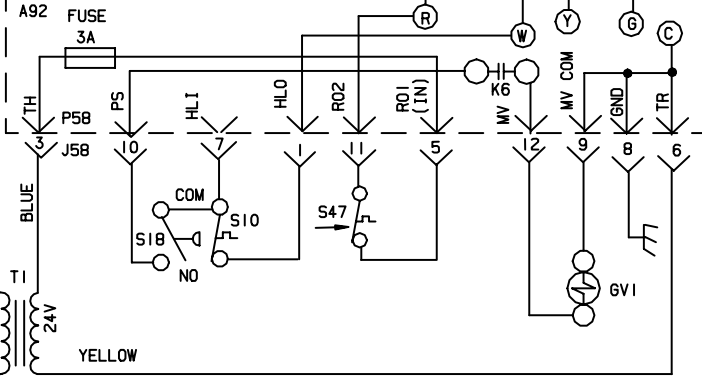 A92
FUSE
3A
R
W
Y
G
C
TH
PS
HLI
HLO
RO2
RO1
(IN)
K6
MV
MV COM
GND
TR
P58
J58
3
10
7
1
11
5
12
9
8
6
BLUE
COM
S10
S18
NO
S47
GV1
T1
24V
YELLOW